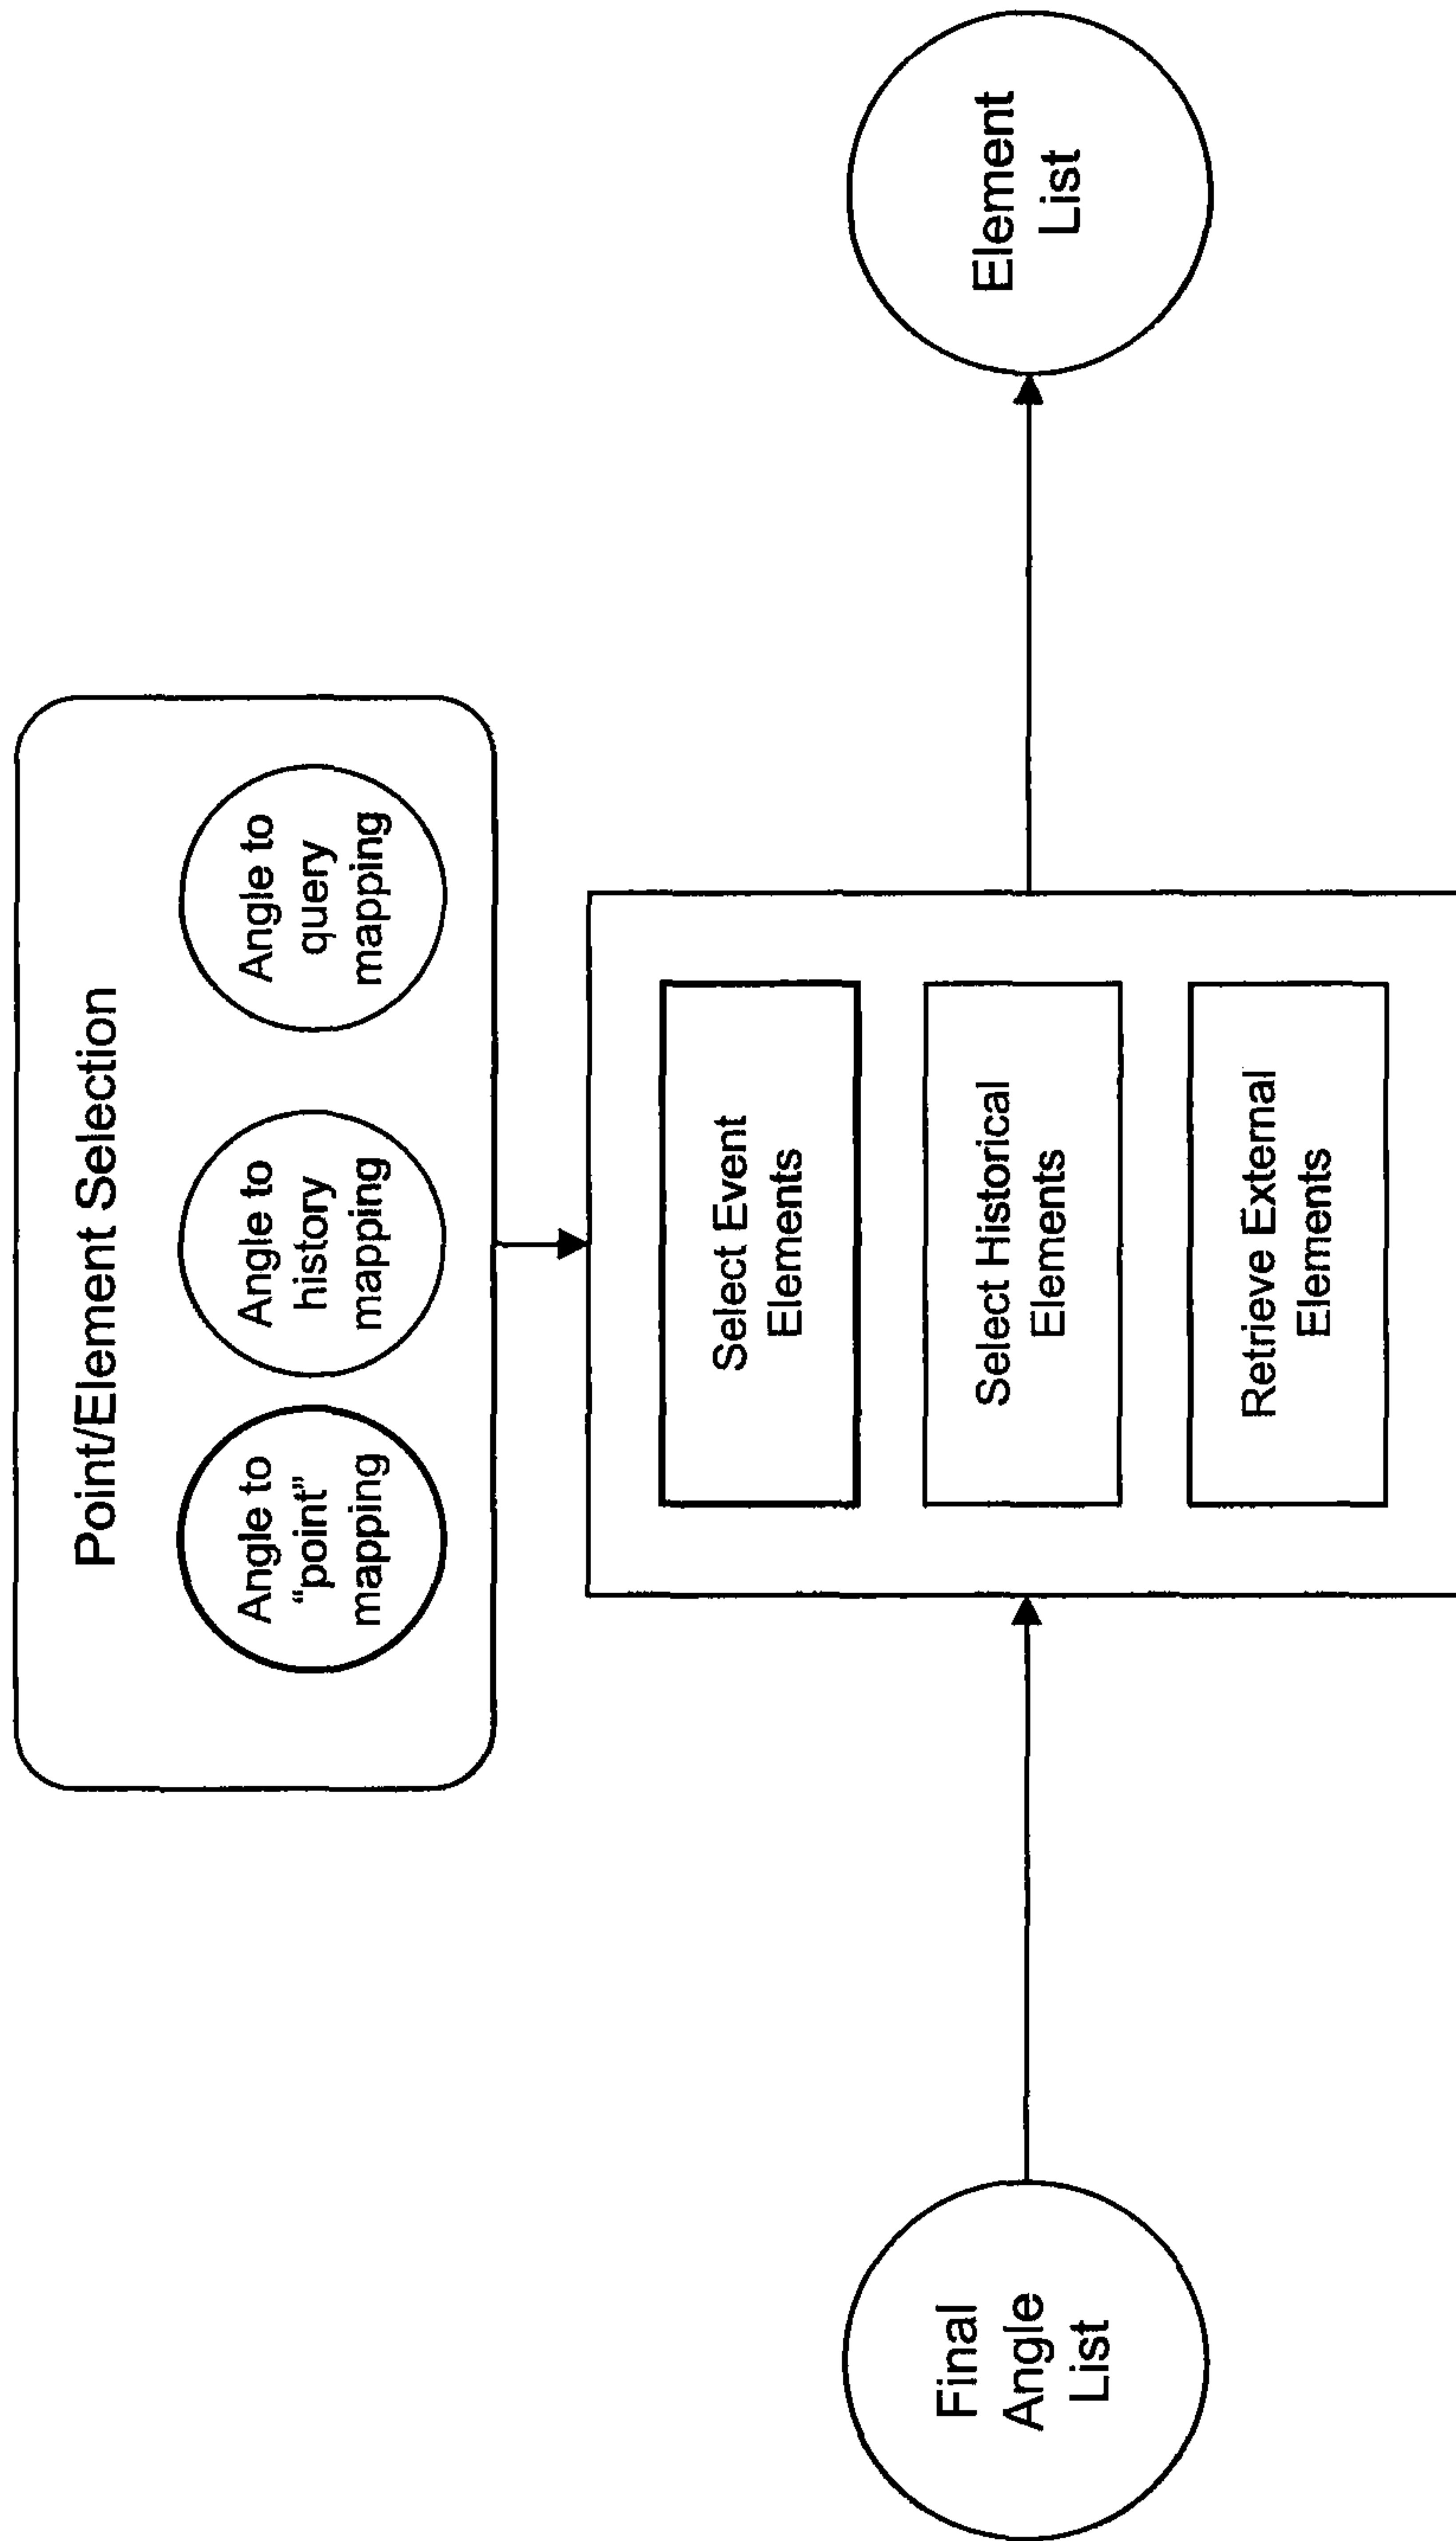 Point/Element Selection
Angle to
“point”
mapping
Angle to
history
mapping
Angle to
query
mapping
Final
Angle
List
Select Event
Elements
Select Historical
Elements
Retrieve External
Elements
Element
List